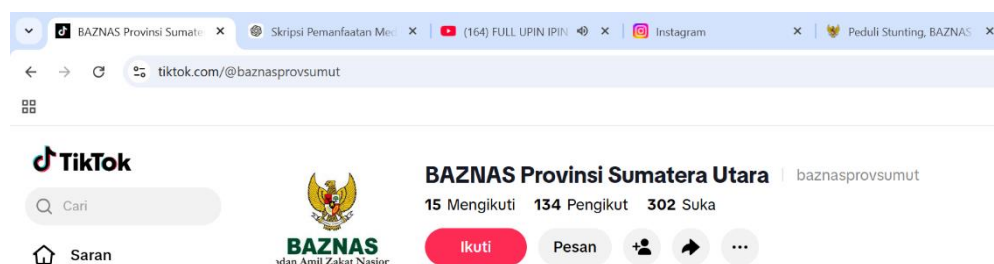 BAZNAS Provinsi Sumate
Skripsi Pemanfaatan Med
(164) FULL UPIN IPIN
Instagram
Peduli Stunting, BAZNAS
tiktok.com/@baznasprovsumut
TikTok
Cari
Saran
BAZNAS
BAZNAS Provinsi Sumatera Utara baznasprovsumut
15 Mengikuti 134 Pengikut 302 Suka
Ikuti Pesan